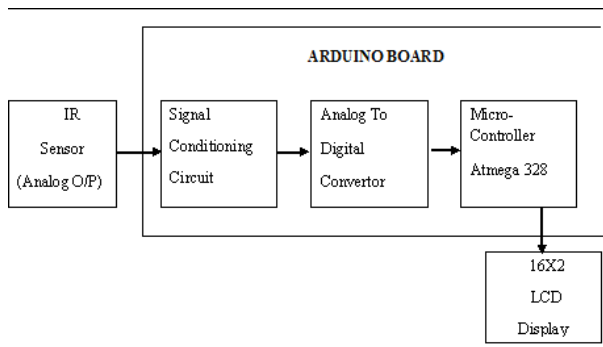 ARDUINO BOARD
IR
Sensor
(Analog O/P)
Signal
Conditioning
Circuit
Analog To
Digital
Convertor
Micro-
Controller
Atmega 328
16X2
LCD
Display